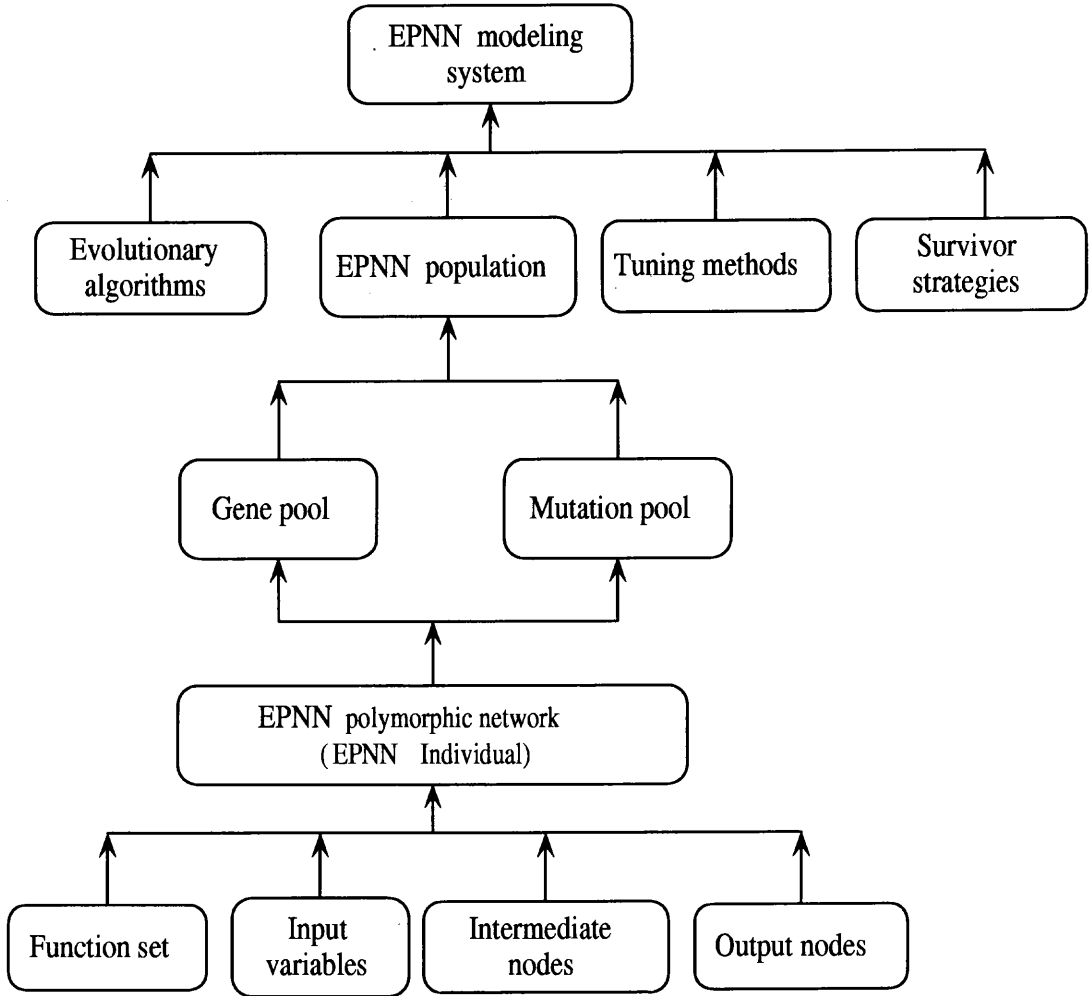 EPNN modeling
system
Evolutionary
algorithms
EPNN population
Tuning methods
Survivor
strategies
Gene pool
Mutation pool
EPNN polymorphic network
( EPNN Individual)
Function set
Input
variables
Intermediate
nodes
Output nodes